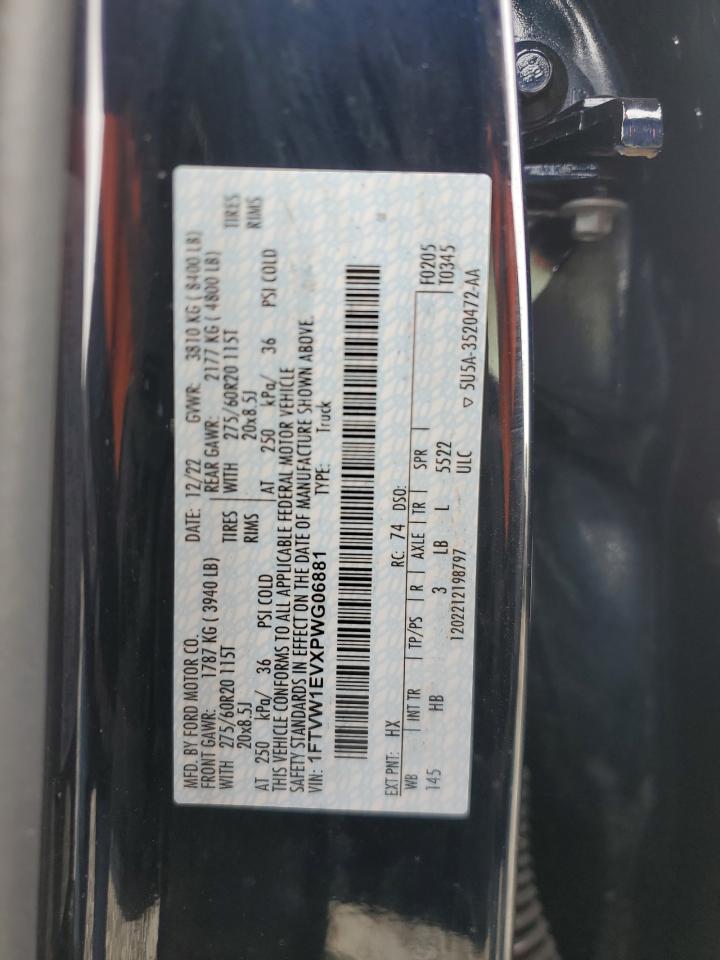 MFD. BY FORD MOTOR CO. DATE: 12/22 GVWR: 3810 KG ( 8400 LB)
FRONT GAWR: 1787 KG ( 3940 LB) REAR GAWR: 2177 KG ( 4800 LB)
WITH 275/60R20 115T TIRES WITH 275/60R20 115T TIRES
20x8.5J RIMS 20x8.5J RIMS
AT 250 kPa/ 36 PSI COLD AT 250 kPa/ 36 PSI COLD
THIS VEHICLE CONFORMS TO ALL APPLICABLE FEDERAL MOTOR VEHICLE
SAFETY STANDARDS IN EFFECT ON THE DATE OF MANUFACTURE SHOWN ABOVE.
VIN: 1FTVW1EVXPWG06881 TYPE: Truck
EXT PNT: HX RC: 74 DSO: F0205
WB INT TR TP/PS R AXLE TR SPR T0345
145 HB 3 LB L 5522
1202212198797 ULC
▽ 5U5A-3520472-AA